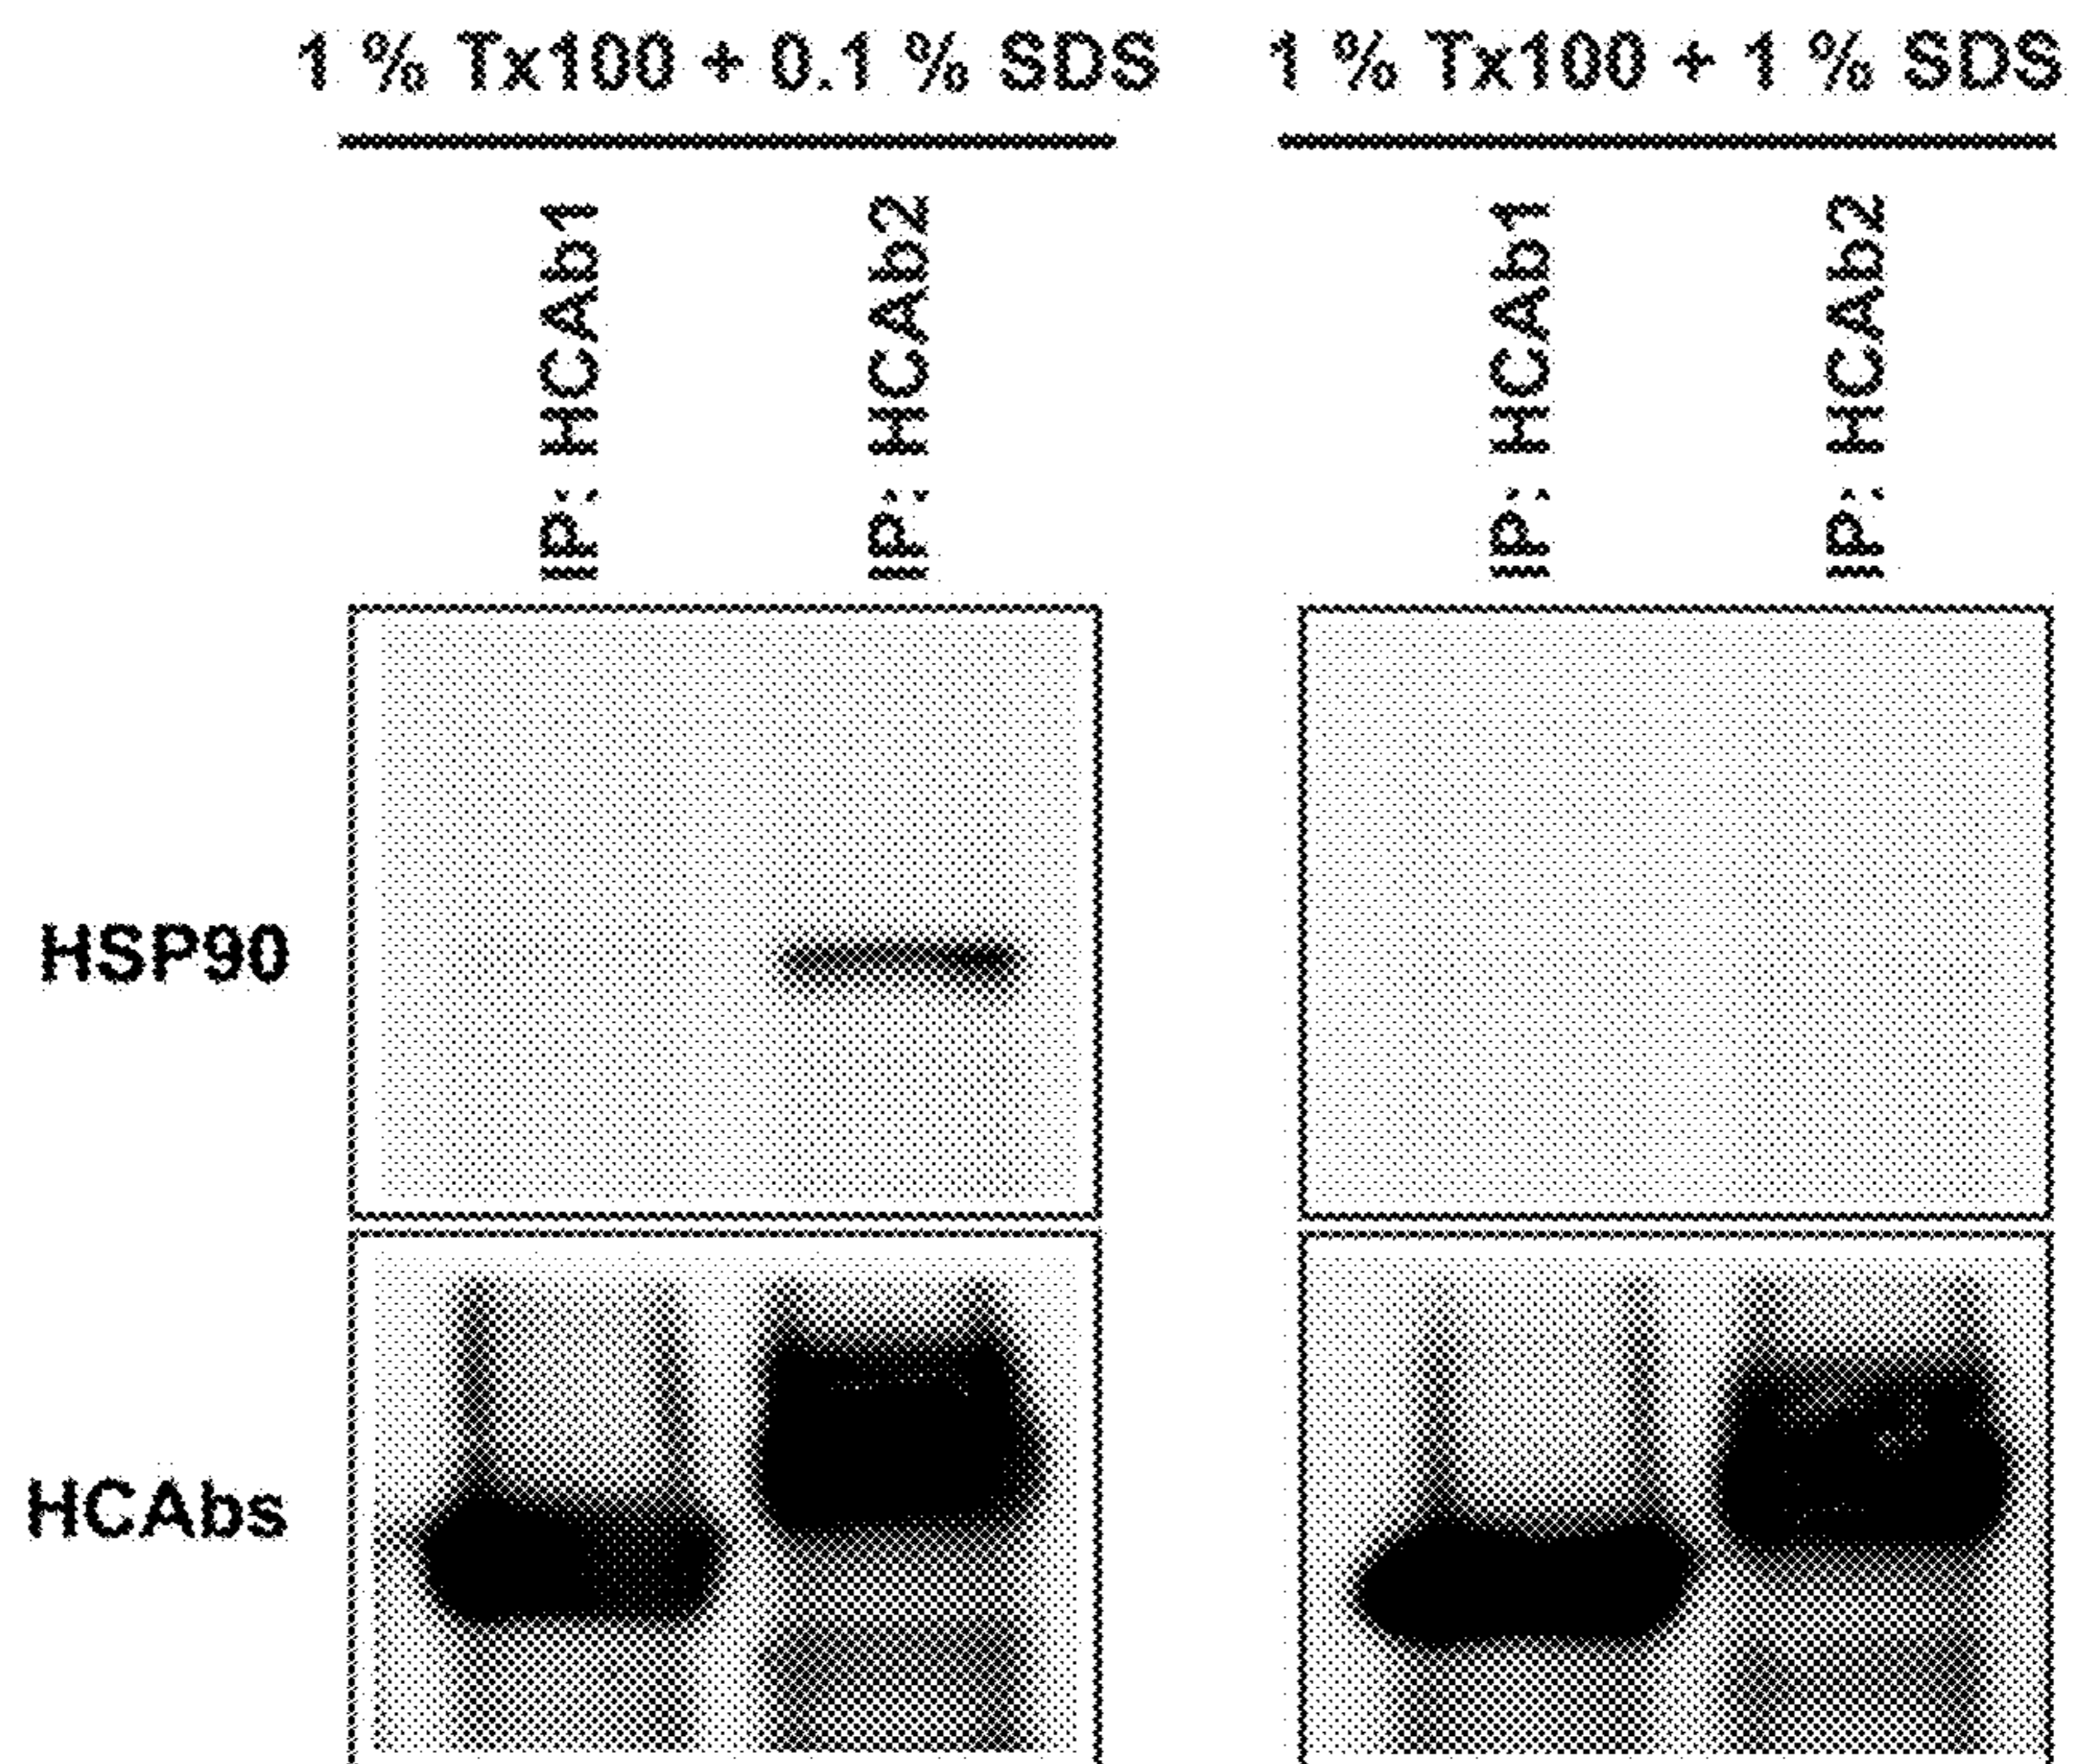 1 % Tx100 + 0.1 % SDS
1 % Tx100 + 1 % SDS
IP: HCAb1
IP: HCAb2
IP: HCAb1
IP: HCAb2
HSP90
HCAbs